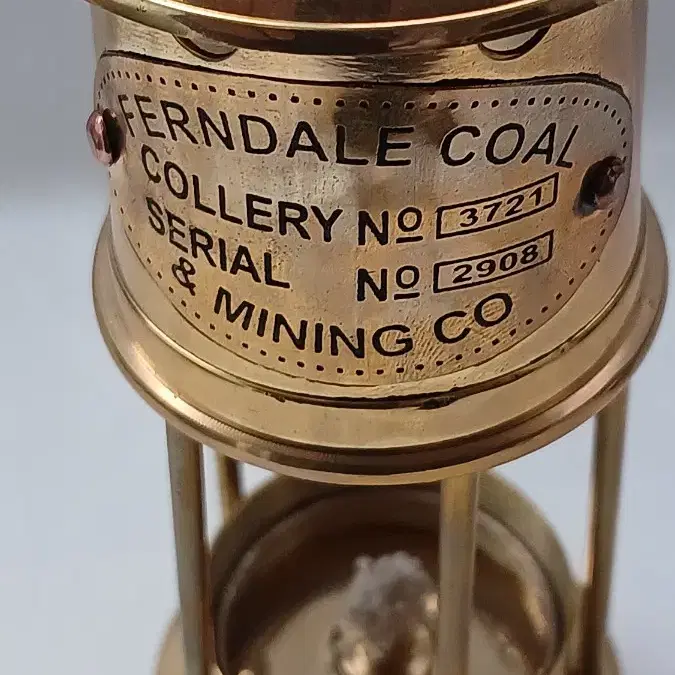 FERNDALE COAL
COLLERY Nº 3721
SERIAL Nº 2908
& MINING CO